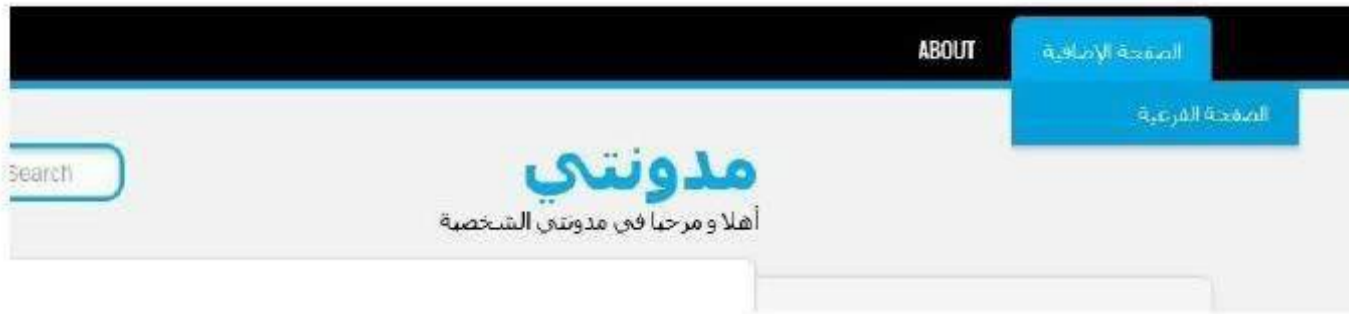 الصفحة الإضافية ABOUT
الصفحة الفرعية
مدونتي
Search
أهلا و مرحبا في مدونتي الشخصية